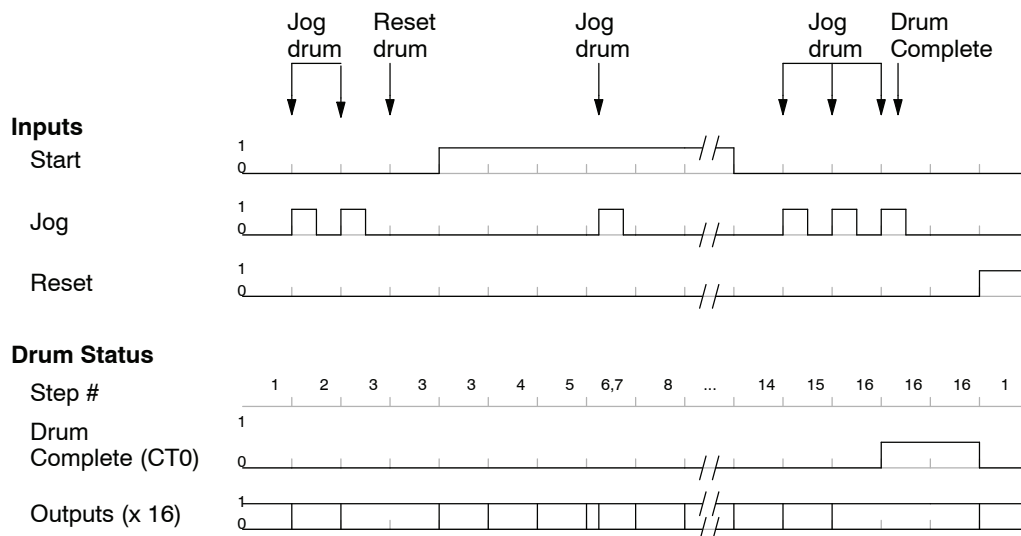 Jog drum
Reset drum
Jog drum
Jog drum
Drum Complete
Inputs
Start
1
0
Jog
1
0
Reset
1
0
Drum Status
Step # 1 2 3 3 3 4 5 6,7 8 ... 14 15 16 16 16 1
Drum Complete (CT0)
1
0
Outputs (x 16)
1
0